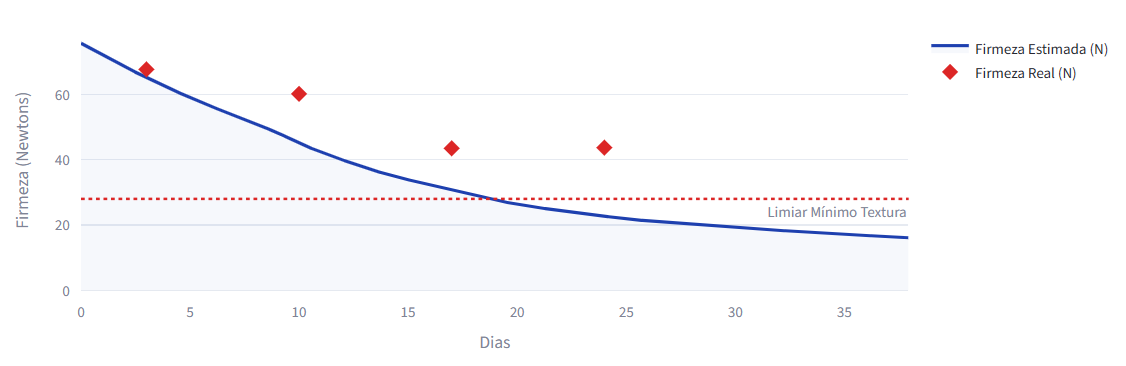 Firmeza Estimada (N)
Firmeza Real (N)
Firmeza (Newtons)
60
40
20
0
Limiar Mínimo Textura
0 5 10 15 20 25 30 35
Dias